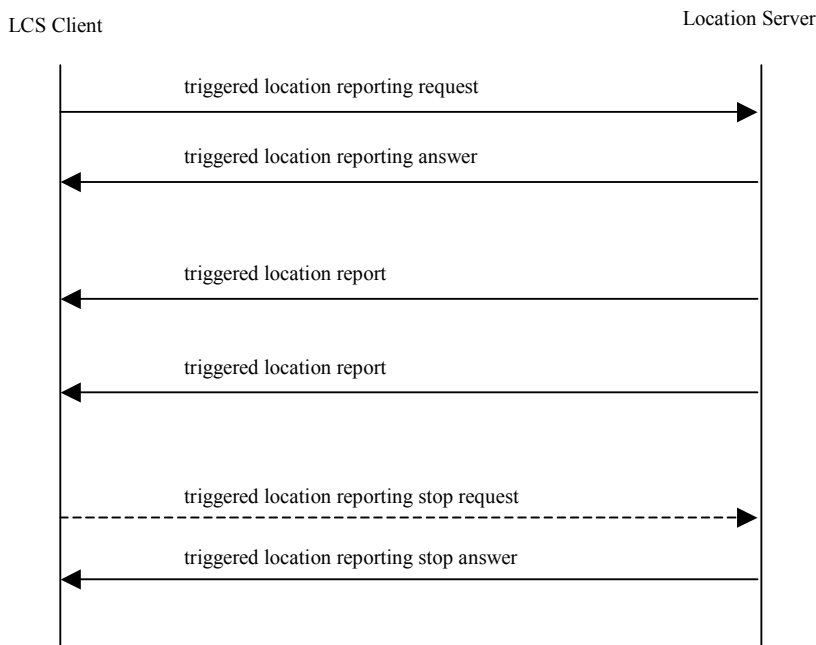 LCS Client
Location Server
triggered location reporting request
triggered location reporting answer
triggered location report
triggered location report
triggered location reporting stop request
triggered location reporting stop answer